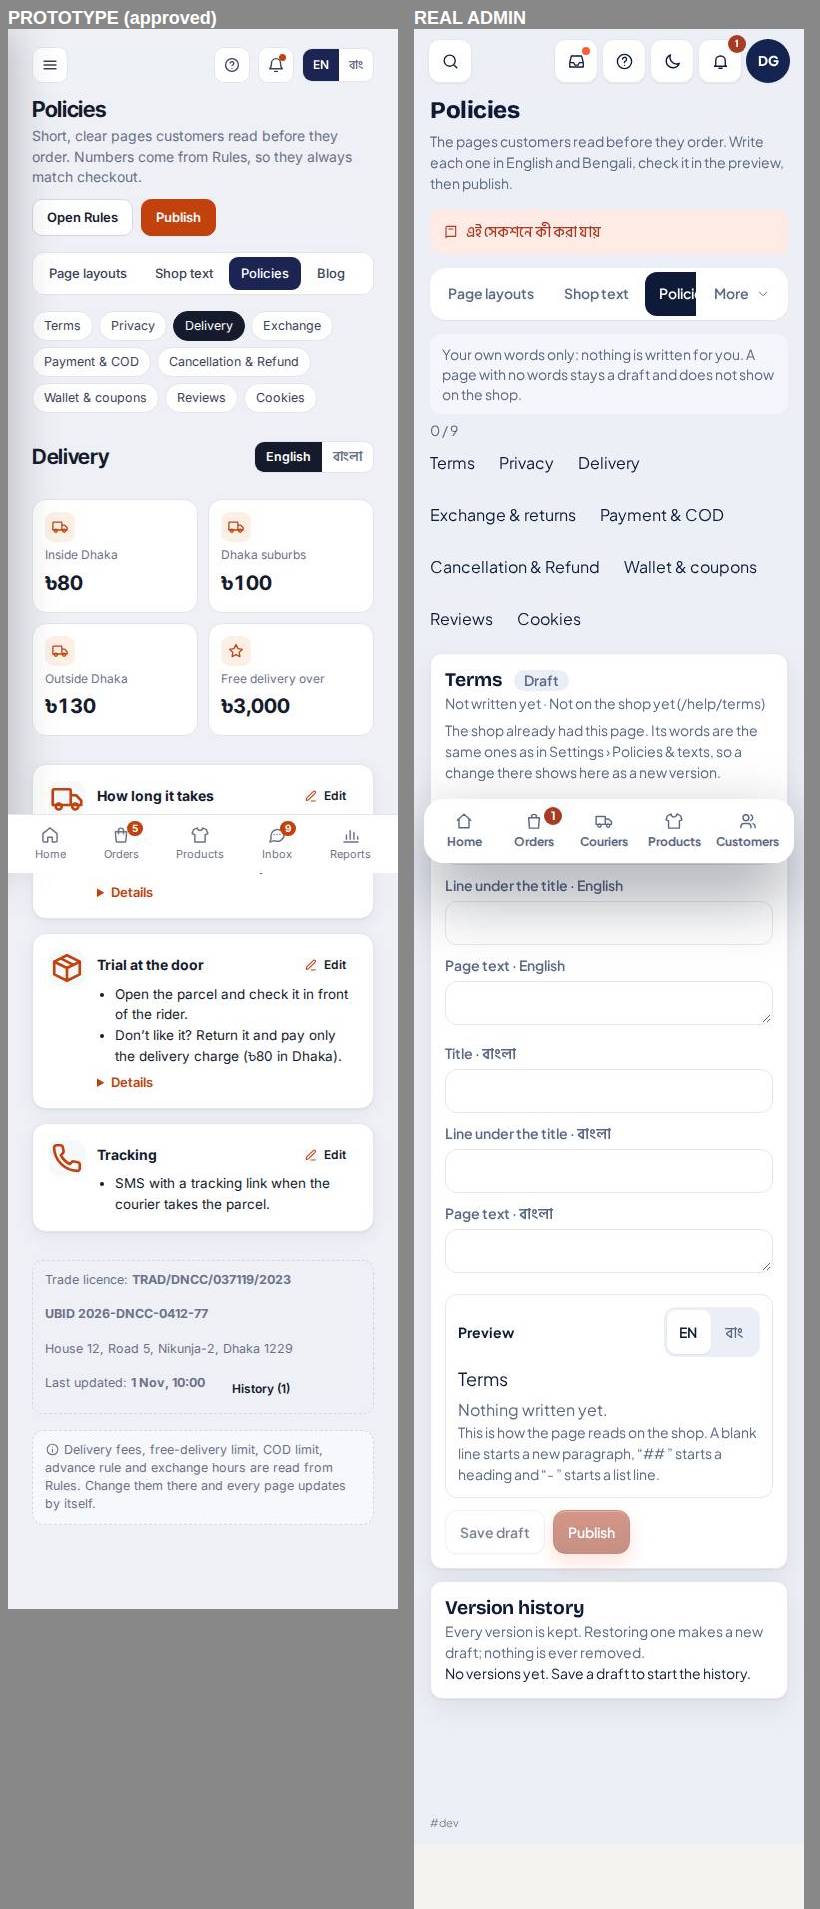 PROTOTYPE (approved)
EN
বাং
Policies
Short, clear pages customers read before they
order. Numbers come from Rules, so they always
match checkout.
Open Rules
Publish
Page layouts
Shop text
Policies
Blog
Terms
Privacy
Delivery
Exchange
Payment & COD
Cancellation & Refund
Wallet & coupons
Reviews
Cookies
Delivery
English
বাংলা
Inside Dhaka
৳80
Dhaka suburbs
৳100
Outside Dhaka
৳130
Free delivery over
৳3,000
How long it takes
Edit
Home
5
Orders
Products
9
Inbox
Reports
Details
Trial at the door
Edit
• Open the parcel and check it in front
of the rider.
• Don’t like it? Return it and pay only
the delivery charge (৳80 in Dhaka).
Details
Tracking
Edit
• SMS with a tracking link when the
courier takes the parcel.
Trade licence: TRAD/DNCC/037119/2023
UBID 2026-DNCC-0412-77
House 12, Road 5, Nikunja-2, Dhaka 1229
Last updated: 1 Nov, 10:00
History (1)
Delivery fees, free-delivery limit, COD limit,
advance rule and exchange hours are read from
Rules. Change them there and every page updates
by itself.
REAL ADMIN
1
DG
Policies
The pages customers read before they order. Write
each one in English and Bengali, check it in the preview,
then publish.
এই সেকশনে কী করা যায়
Page layouts
Shop text
Polici
More
Your own words only: nothing is written for you. A
page with no words stays a draft and does not show
on the shop.
0 / 9
Terms
Privacy
Delivery
Exchange & returns
Payment & COD
Cancellation & Refund
Wallet & coupons
Reviews
Cookies
Terms
Draft
Not written yet · Not on the shop yet (/help/terms)
The shop already had this page. Its words are the
same ones as in Settings › Policies & texts, so a
change there shows here as a new version.
Home
1
Orders
Couriers
Products
Customers
Line under the title · English
Page text · English
Title · বাংলা
Line under the title · বাংলা
Page text · বাংলা
Preview
EN
বাং
Terms
Nothing written yet.
This is how the page reads on the shop. A blank
line starts a new paragraph, “## ” starts a
heading and “- ” starts a list line.
Save draft
Publish
Version history
Every version is kept. Restoring one makes a new
draft; nothing is ever removed.
No versions yet. Save a draft to start the history.
#dev